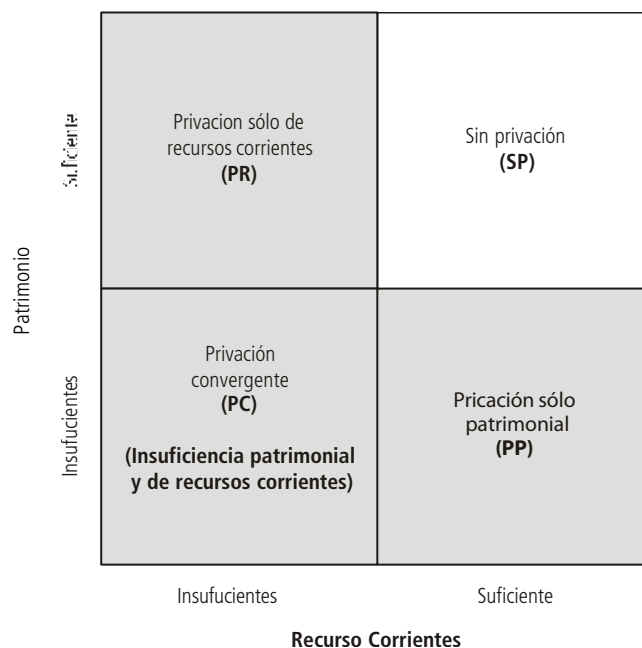 Privacion sólo de
recursos corrientes
(PR)
Sin privación
(SP)
Suficiente
Patrimonio
Privación
convergente
(PC)
(Insuficiencia patrimonial
y de recursos corrientes)
Pricación sólo
patrimonial
(PP)
Insufucientes
Insufucientes
Suficiente
Recurso Corrientes